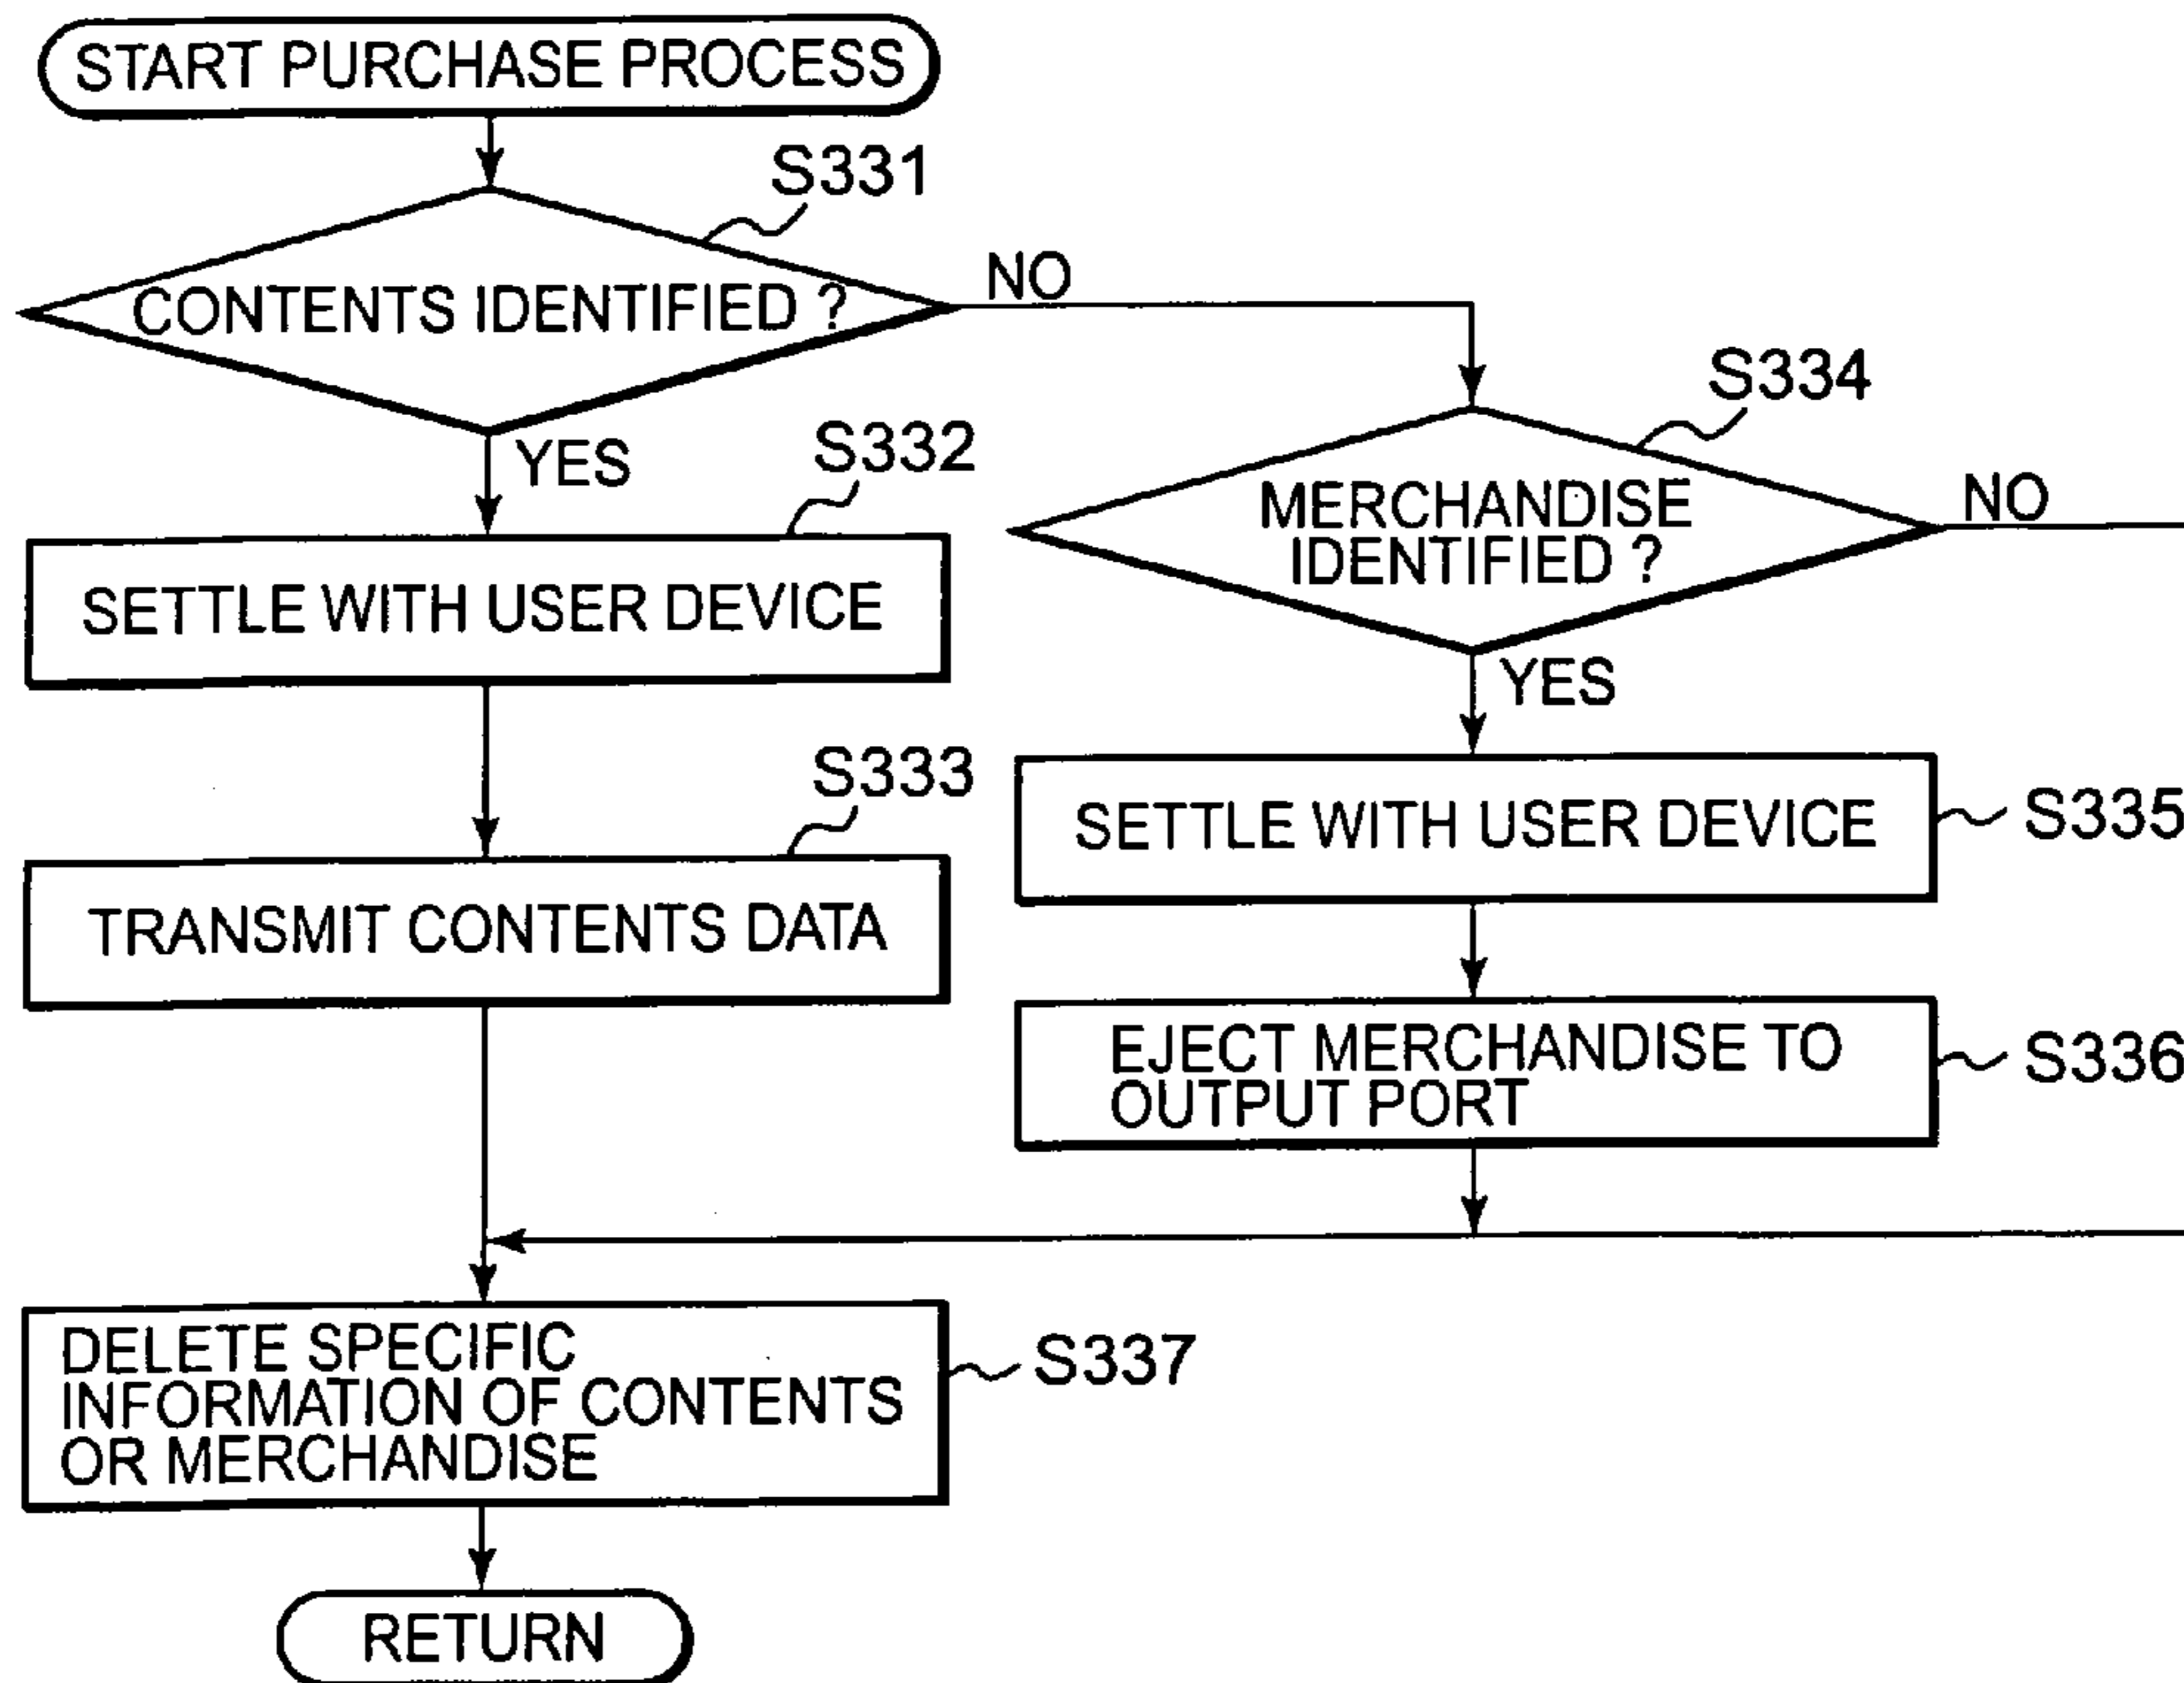 START PURCHASE PROCESS
S331
CONTENTS IDENTIFIED ?
NO
YES
S332
SETTLE WITH USER DEVICE
S333
TRANSMIT CONTENTS DATA
S334
MERCHANDISE
IDENTIFIED ?
NO
YES
SETTLE WITH USER DEVICE
S335
EJECT MERCHANDISE TO
OUTPUT PORT
S336
DELETE SPECIFIC
INFORMATION OF CONTENTS
OR MERCHANDISE
S337
RETURN